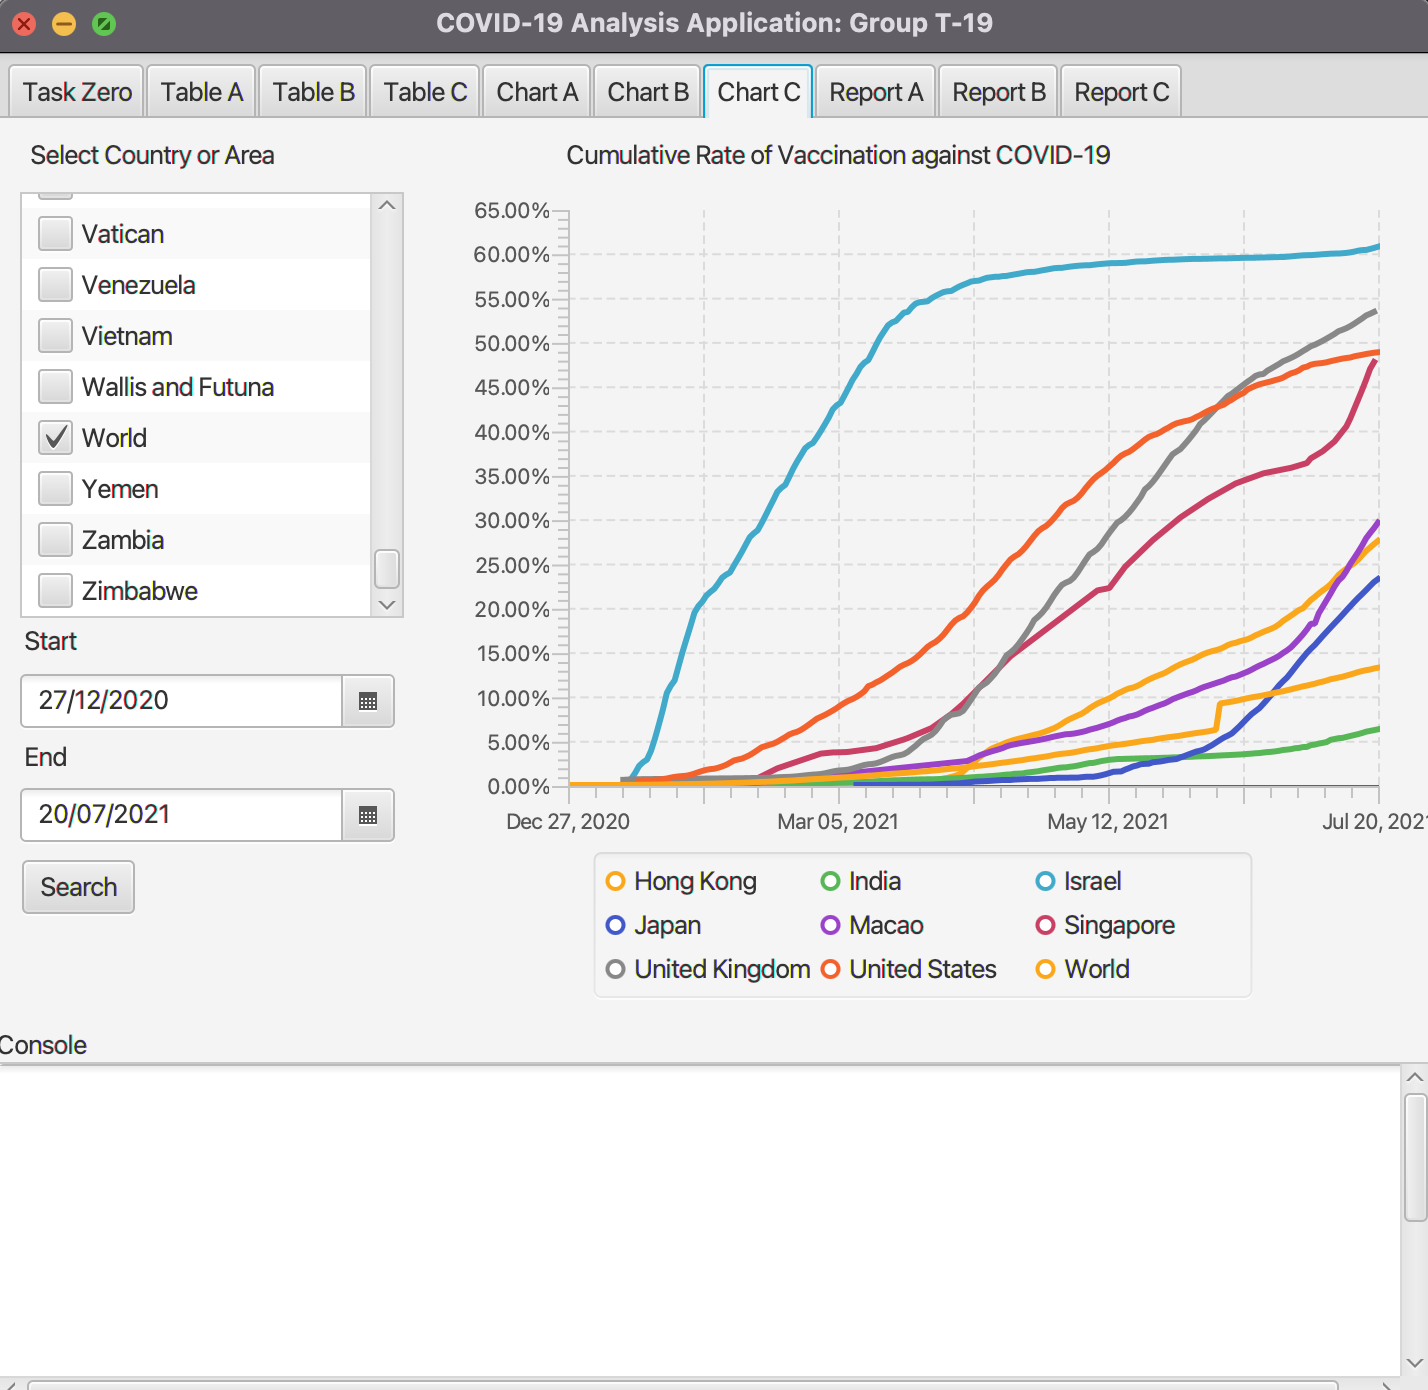 COVID-19 Analysis Application: Group T-19
Task Zero Table A Table B Table C Chart A Chart B Chart C Report A Report B Report C
Select Country or Area
Vatican
Venezuela
Vietnam
Wallis and Futuna
World
Yemen
Zambia
Zimbabwe
Start
27/12/2020
End
20/07/2021
Search
Cumulative Rate of Vaccination against COVID-19
65.00%
60.00%
55.00%
50.00%
45.00%
40.00%
35.00%
30.00%
25.00%
20.00%
15.00%
10.00%
5.00%
0.00%
Dec 27, 2020 Mar 05, 2021 May 12, 2021 Jul 20, 2021
Hong Kong India Israel
Japan Macao Singapore
United Kingdom United States World
Console